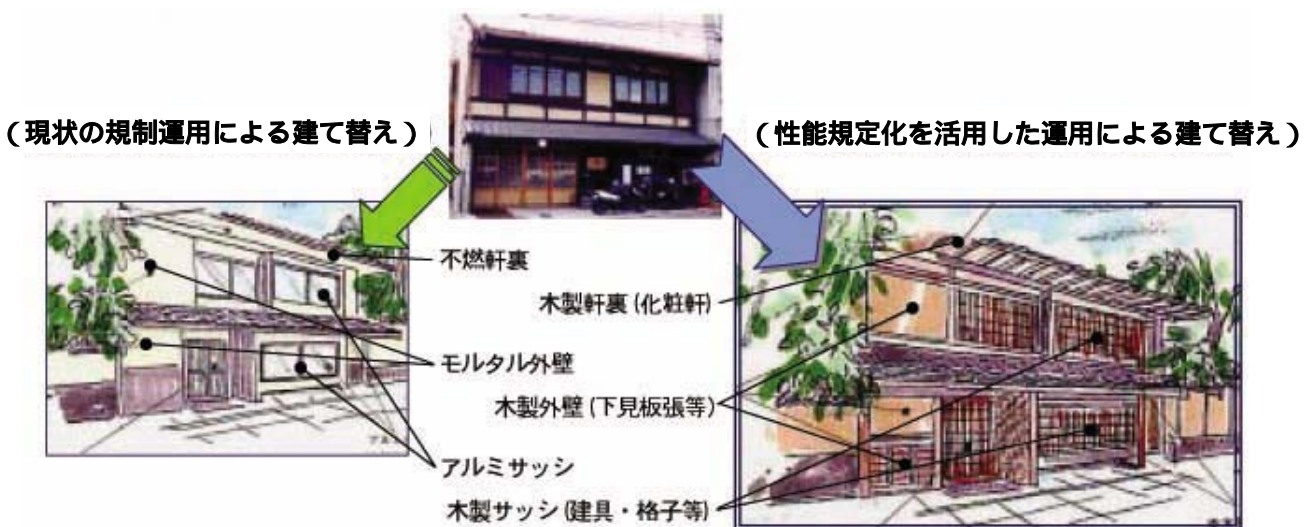 (現状の規制運用による建て替え)
(性能規定化を活用した運用による建て替え)
不燃軒裏
木製軒裏(化粧軒)
モルタル外壁
木製外壁(下見板張等)
アルミサッシ
木製サッシ(建具・格子等)